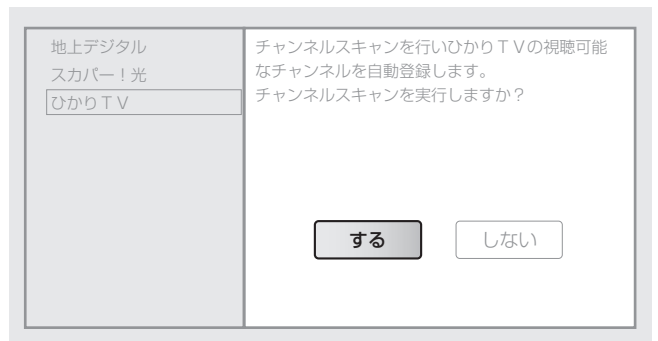 地上デジタル
スカパー！光
ひかりＴＶ
チャンネルスキャンを行いひかりＴＶの視聴可能
なチャンネルを自動登録します。
チャンネルスキャンを実行しますか？
する
しない